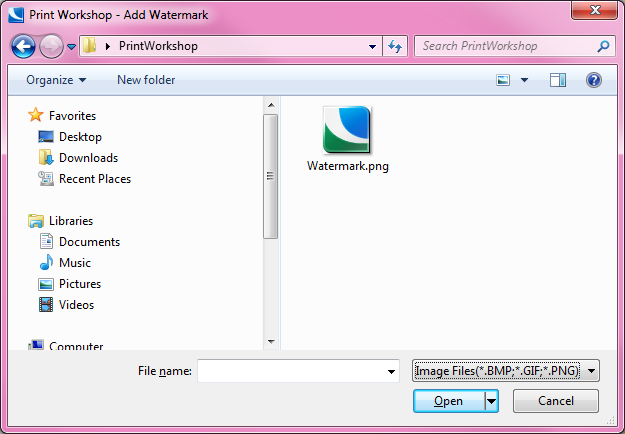 Print Workshop - Add Watermark
PrintWorkshop
Search PrintWorkshop
Organize
New folder
Favorites
Desktop
Downloads
Recent Places
Libraries
Documents
Music
Pictures
Videos
Computer
Watermark.png
File name:
Image Files(*.BMP;*.GIF;*.PNG)
Open
Cancel